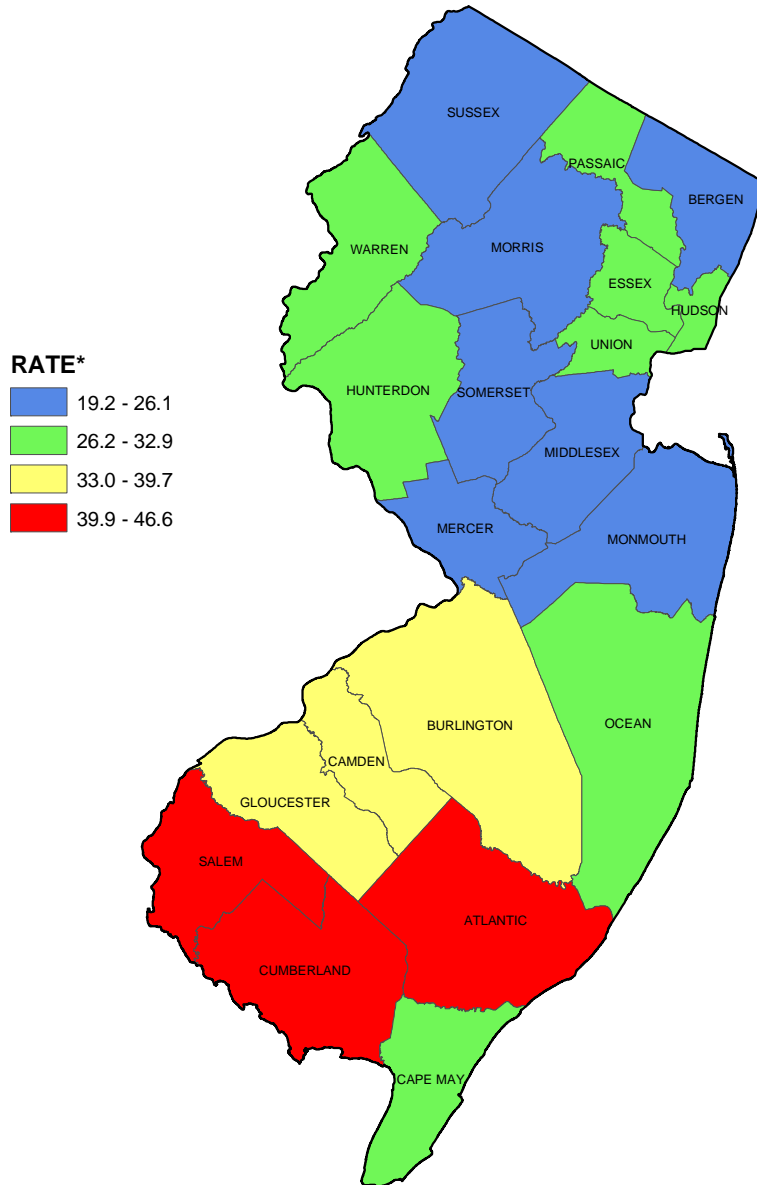 SUSSEX
PASSAIC
BERGEN
WARREN
MORRIS
ESSEX
HUDSON
UNION
RATE*
19.2 - 26.1
26.2 - 32.9
33.0 - 39.7
39.9 - 46.6
HUNTERDON
SOMERSET
MIDDLESEX
MERCER
MONMOUTH
BURLINGTON
OCEAN
CAMDEN
GLOUCESTER
SALEM
ATLANTIC
CUMBERLAND
CAPE MAY